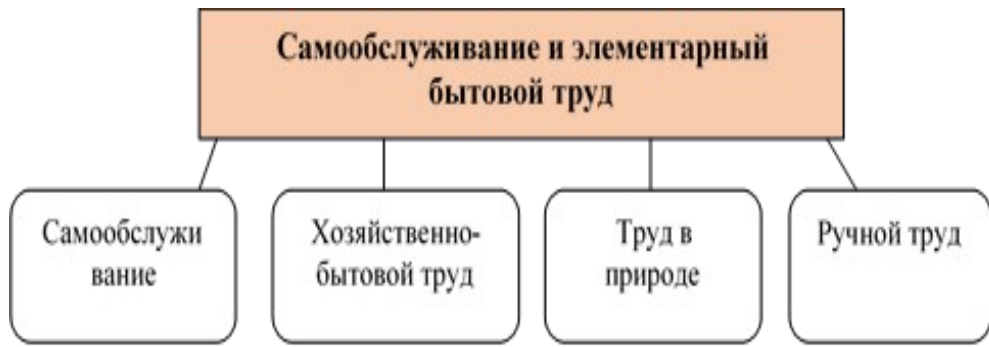 Самообслуживание и элементарный
бытовой труд
Самообслужи
вание
Хозяйственно-
бытовой труд
Труд в
природе
Ручной труд